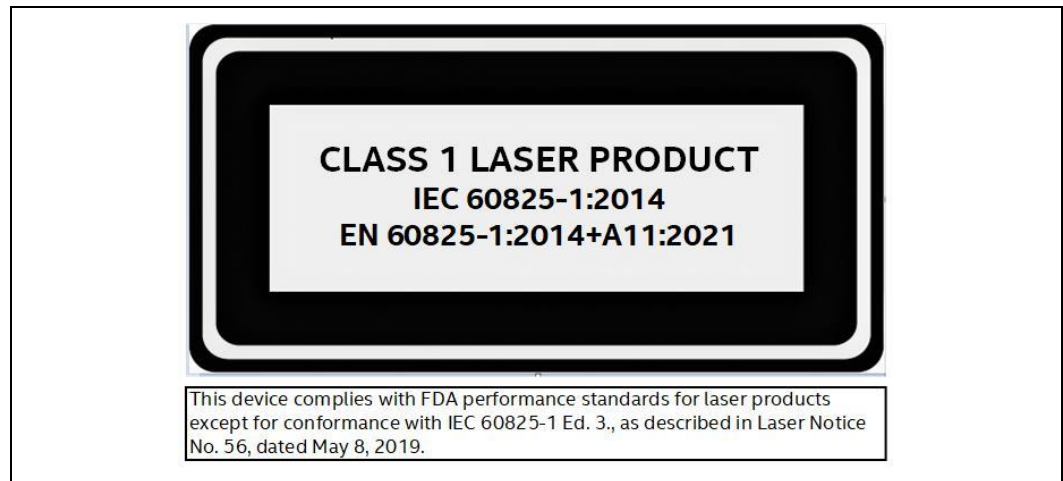 CLASS 1 LASER PRODUCT
IEC 60825-1:2014
EN 60825-1:2014+A11:2021
This device complies with FDA performance standards for laser products
except for conformance with IEC 60825-1 Ed. 3., as described in Laser Notice
No. 56, dated May 8, 2019.